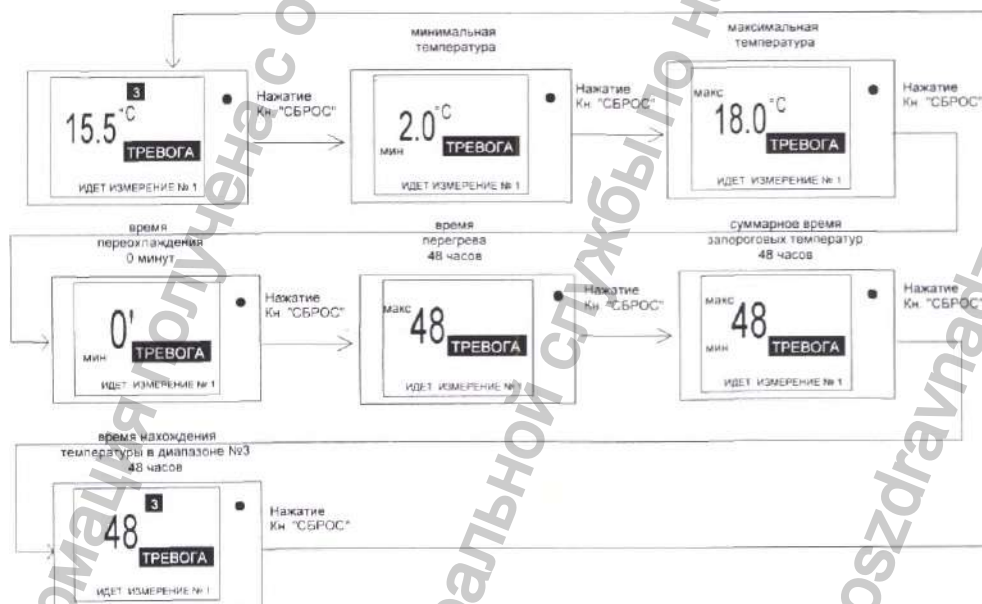 минимальная
температура
максимальная
температура
3
15.5 °C
ТРЕВОГА
ИДЕТ ИЗМЕРЕНИЕ № 1
Нажатие
Кн. "СБРОС"
2.0 °C
мин
ТРЕВОГА
ИДЕТ ИЗМЕРЕНИЕ № 1
Нажатие
Кн. "СБРОС"
макс
18.0 °C
ТРЕВОГА
ИДЕТ ИЗМЕРЕНИЕ № 1
Нажатие
Кн. "СБРОС"
время
переохлаждения
0 минут
время
перегрева
48 часов
суммарное время
запороговых температур
48 часов
0'
мин
ТРЕВОГА
ИДЕТ ИЗМЕРЕНИЕ № 1
Нажатие
Кн. "СБРОС"
макс
48
ТРЕВОГА
ИДЕТ ИЗМЕРЕНИЕ № 1
Нажатие
Кн. "СБРОС"
макс
48
мин
ТРЕВОГА
ИДЕТ ИЗМЕРЕНИЕ № 1
Нажатие
Кн. "СБРОС"
время нахождения
температуры в диапазоне №3
48 часов
3
48
ТРЕВОГА
ИДЕТ ИЗМЕРЕНИЕ № 1
Нажатие
Кн. "СБРОС"